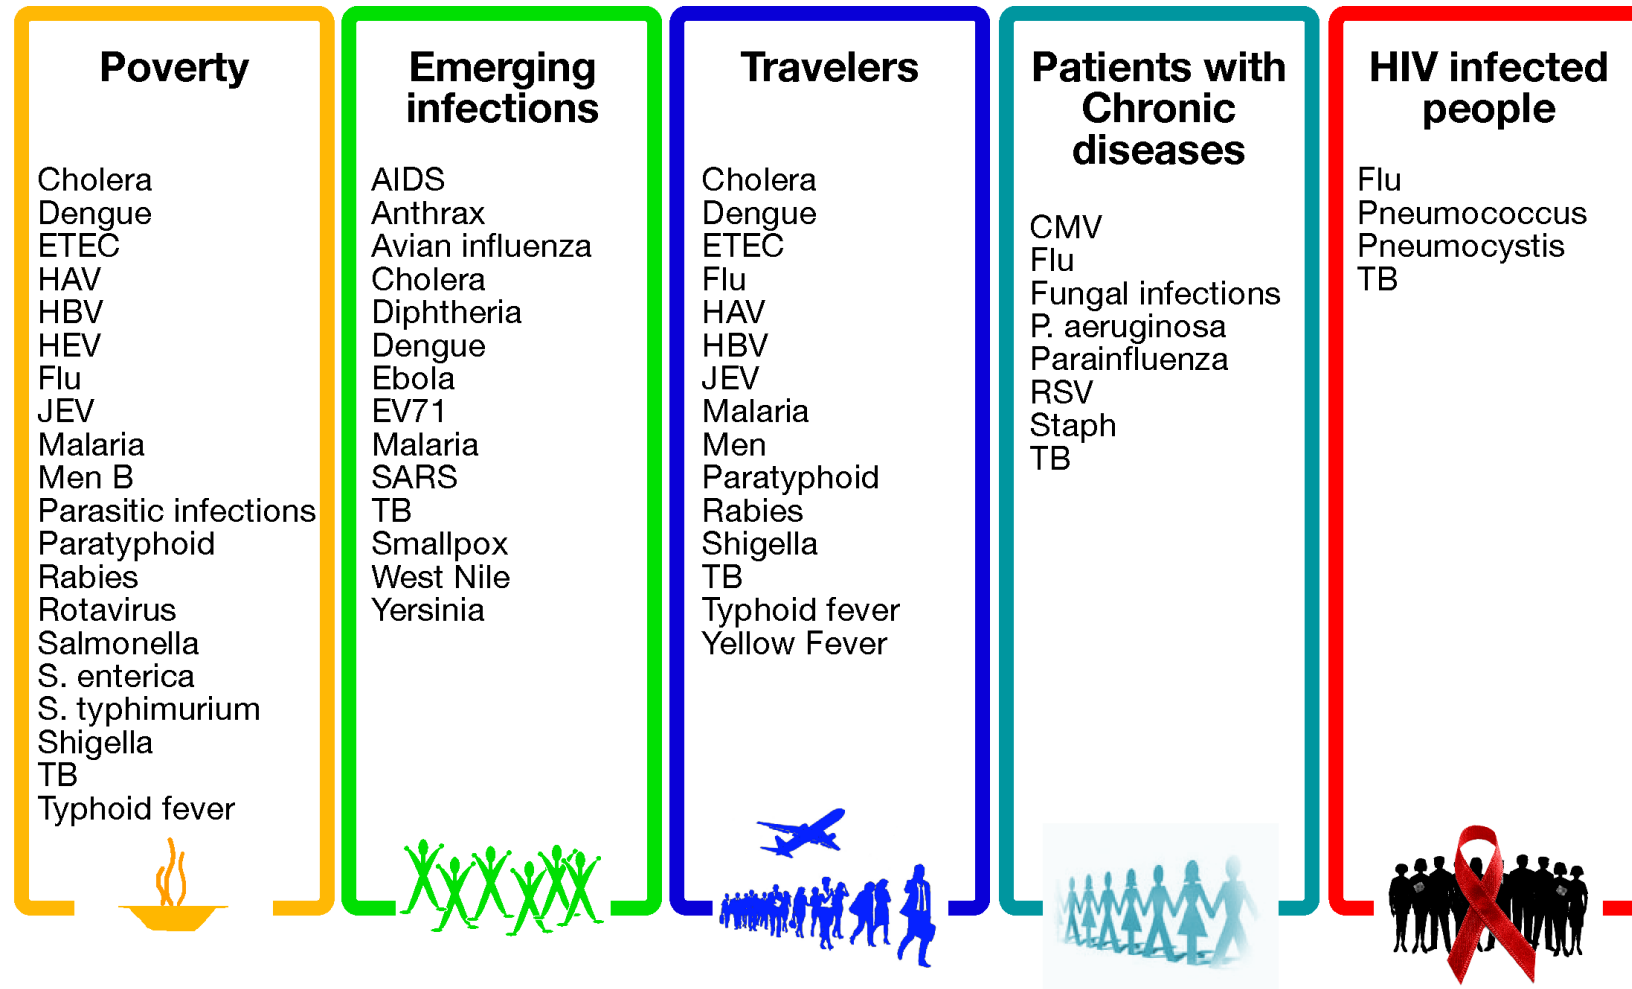 Poverty
Cholera
Dengue
ETEC
HAV
HBV
HEV
Flu
JEV
Malaria
Men B
Parasitic infections
Paratyphoid
Rabies
Rotavirus
Salmonella
S. enterica
S. typhimurium
Shigella
TB
Typhoid fever
Emerging
infections
AIDS
Anthrax
Avian influenza
Cholera
Diphtheria
Dengue
Ebola
EV71
Malaria
SARS
TB
Smallpox
West Nile
Yersinia
Travelers
Cholera
Dengue
ETEC
Flu
HAV
HBV
JEV
Malaria
Men
Paratyphoid
Rabies
Shigella
TB
Typhoid fever
Yellow Fever
Patients with
Chronic
diseases
CMV
Flu
Fungal infections
P. aeruginosa
Parainfluenza
RSV
Staph
TB
HIV infected
people
Flu
Pneumococcus
Pneumocystis
TB